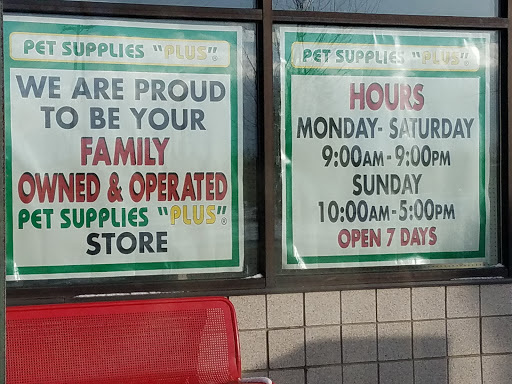 PET SUPPLIES "PLUS"®
WE ARE PROUD
TO BE YOUR
FAMILY
OWNED & OPERATED
PET SUPPLIES "PLUS"®
STORE
PET SUPPLIES "PLUS"®
HOURS
MONDAY- SATURDAY
9:00AM - 9:00PM
SUNDAY
10:00AM-5:00PM
OPEN 7 DAYS